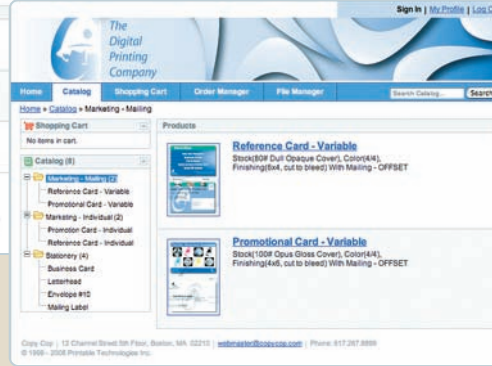 Sign In | My Profile | Log
The
Digital
Printing
Company
Home Catalog Shopping Cart Order Manager File Manager
Search Catalog... Search
Home » Catalog » Marketing - Mailing
Shopping Cart
No items in cart.
Catalog (8)
Marketing - Mailing (2)
Reference Card - Variable
Promotional Card - Variable
Marketing - Individual (2)
Promotion Card - Individual
Reference Card - Individual
Stationery (4)
Business Card
Letterhead
Envelope #10
Mailing Label
Products
Reference Card - Variable
Stock(80# Dull Opaque Cover), Color(4/4),
Finishing(6x4, cut to bleed) With Mailing - OFFSET
Promotional Card - Variable
Stock(100# Opus Gloss Cover), Color(4/4),
Finishing(4x6, cut to bleed) With Mailing - OFFSET
Copy Cop | 12 Channel Street 5th Floor, Boston, MA 02210 | webmaster@copycop.com | Phone: 617.267.8899
© 1999 - 2008 Printable Technologies Inc.